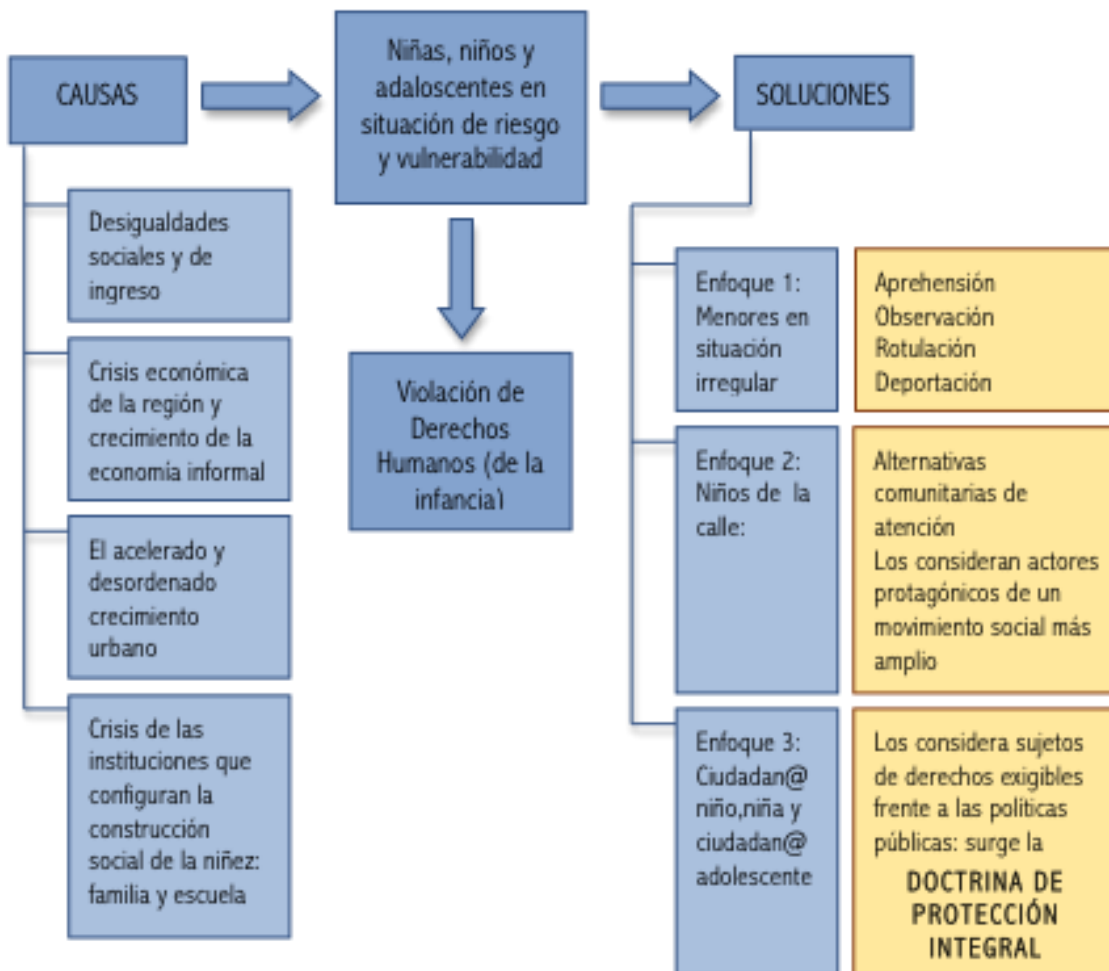 CAUSAS
Niñas, niños y
adaloscentes en
situación de riesgo
y vulnerabilidad
SOLUCIONES
Desigualdades
sociales y de
ingreso
Crisis económica
de la región y
crecimiento de la
economía informal
El acelerado y
desordenado
crecimiento
urbano
Crisis de las
instituciones que
configuran la
construcción
social de la niñez:
familia y escuela
Violación de
Derechos
Humanos (de la
infancia)
Enfoque 1:
Menores en
situación
irregular
Aprehensión
Observación
Rotulación
Deportación
Enfoque 2:
Niños de la
calle:
Alternativas
comunitarias de
atención
Los consideran actores
protagónicos de un
movimiento social más
amplio
Enfoque 3:
Ciudadan@
niño,niña y
ciudadan@
adolescente
Los considera sujetos
de derechos exigibles
frente a las políticas
públicas: surge la
DOCTRINA DE
PROTECCIÓN
INTEGRAL